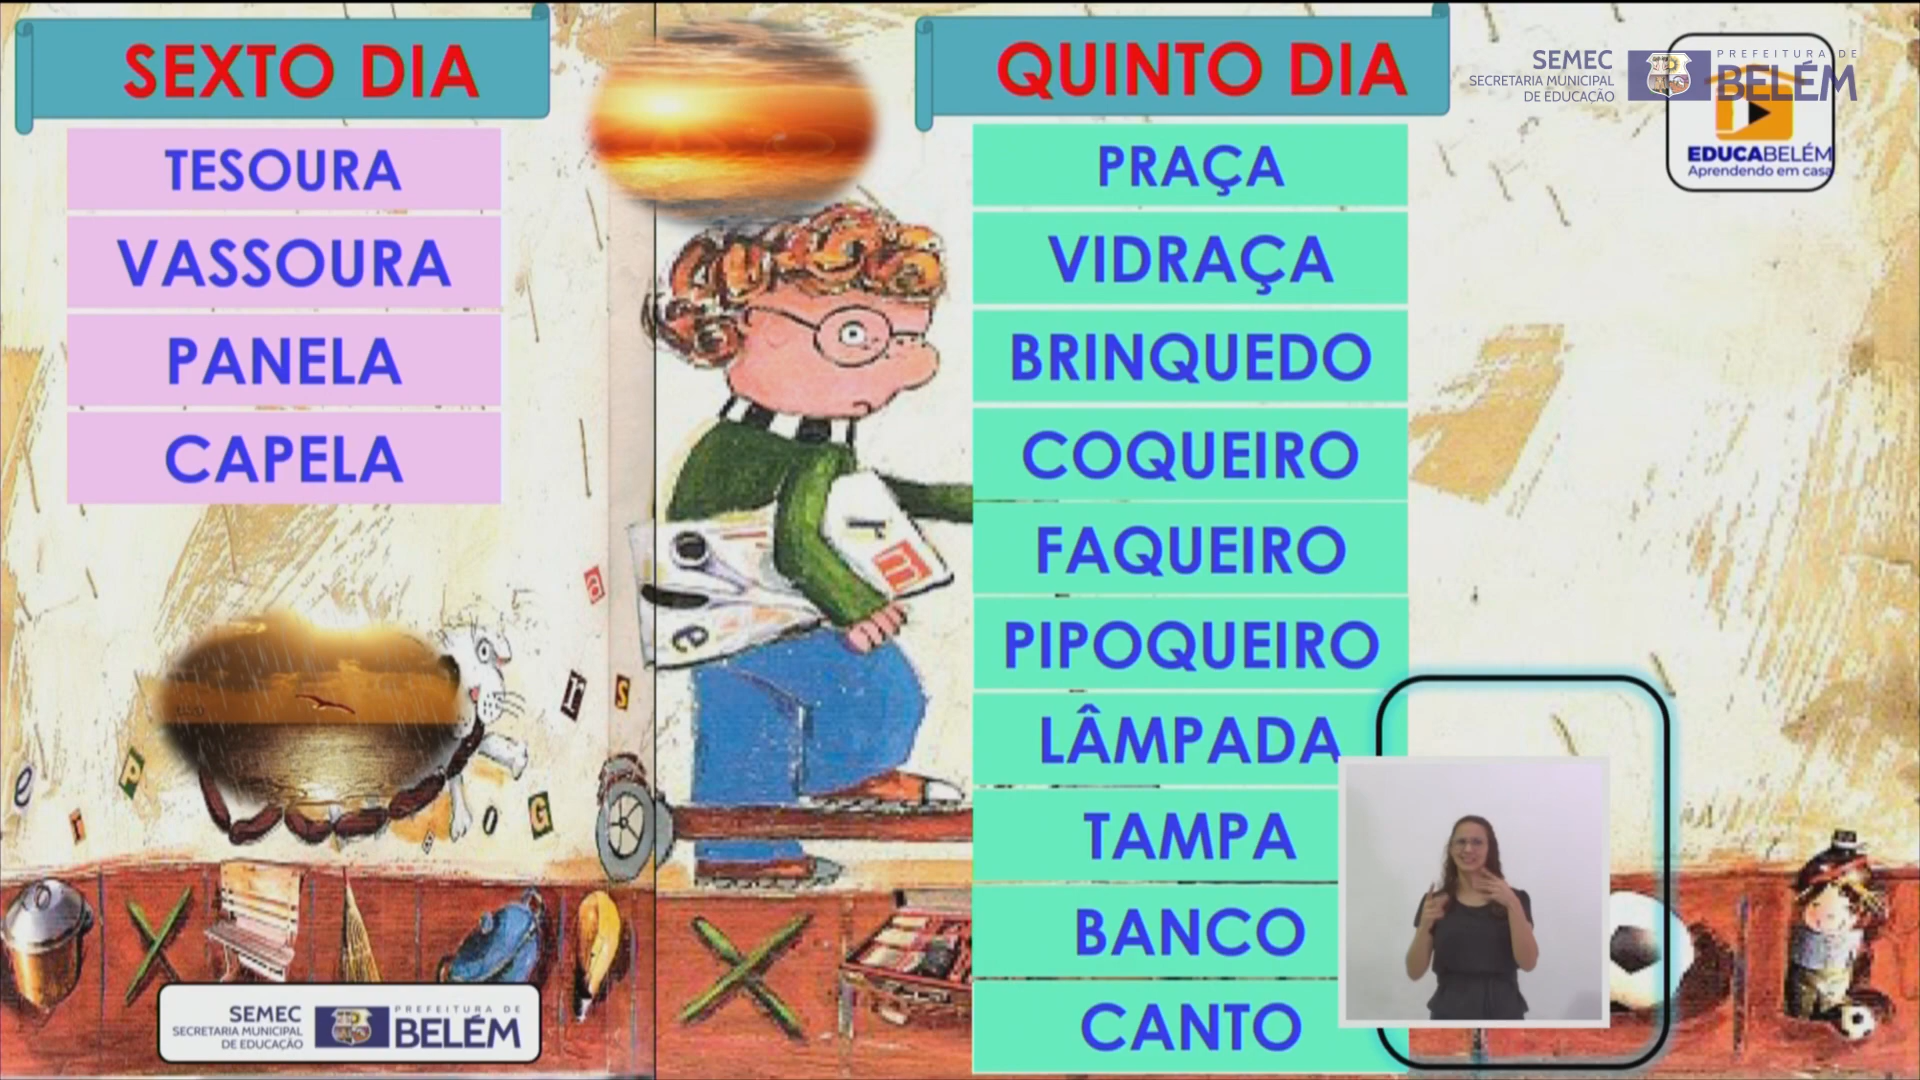 SEXTO DIA
TESOURA
VASSOURA
PANELA
CAPELA
QUINTO DIA
PRAÇA
VIDRAÇA
BRINQUEDO
COQUEIRO
FAQUEIRO
PIPOQUEIRO
LÂMPADA
TAMPA
BANCO
CANTO
SEMEC
SECRETARIA MUNICIPAL
DE EDUCAÇÃO
PREFEITURA DE
BELÉM
EDUCABELÉM
Aprendendo em casa
r
m
e
a
r
s
e
r
p
o
G
SEMEC
SECRETARIA MUNICIPAL
DE EDUCAÇÃO
PREFEITURA DE
BELÉM